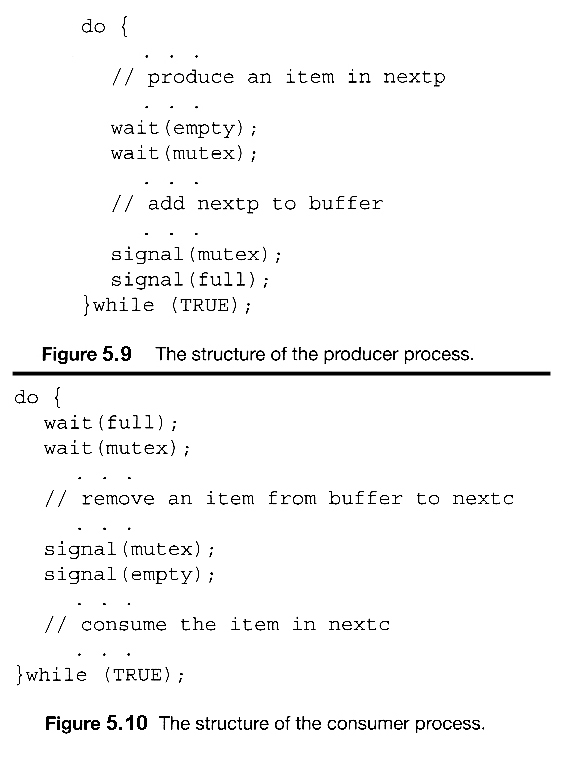 do {
. . .
// produce an item in nextp
. . .
wait(empty);
wait(mutex);
. . .
// add nextp to buffer
. . .
signal(mutex);
signal(full);
}while (TRUE);
Figure 5.9 The structure of the producer process.
do {
wait(full);
wait(mutex);
. . .
// remove an item from buffer to nextc
. . .
signal(mutex);
signal(empty);
. . .
// consume the item in nextc
. . .
}while (TRUE);
Figure 5.10 The structure of the consumer process.